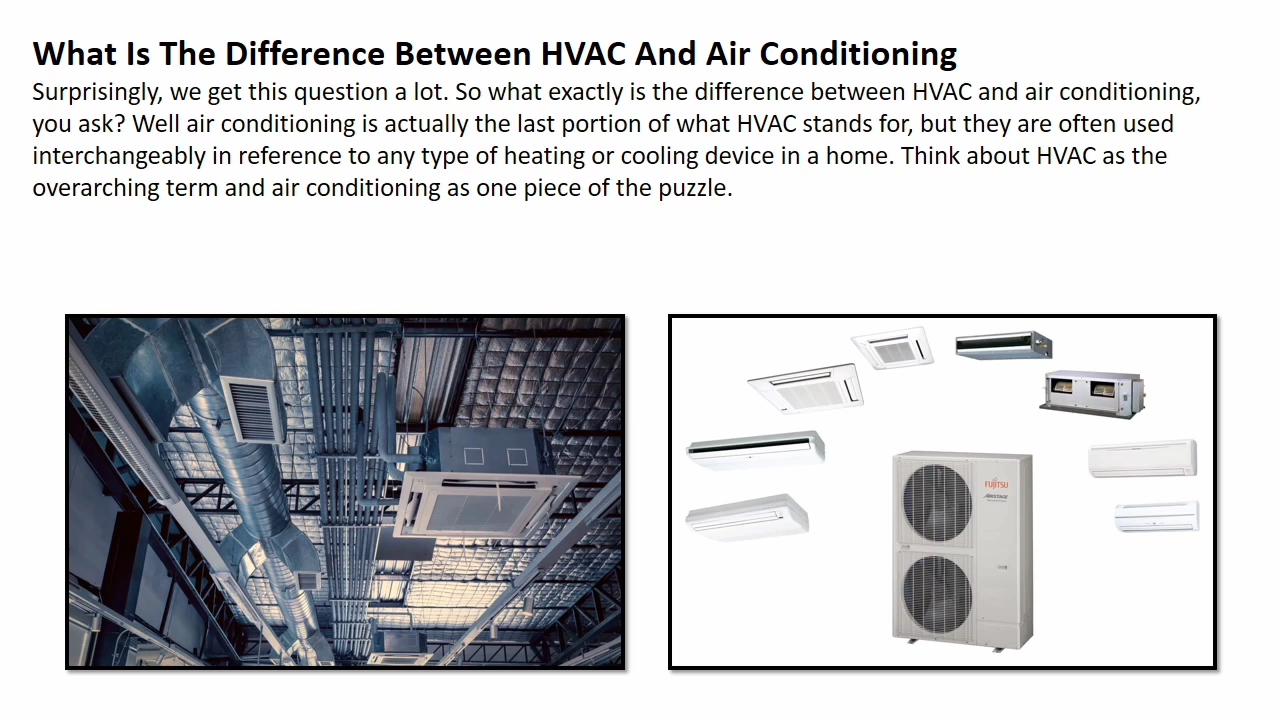 What Is The Difference Between HVAC And Air Conditioning
Surprisingly, we get this question a lot. So what exactly is the difference between HVAC and air conditioning,
you ask? Well air conditioning is actually the last portion of what HVAC stands for, but they are often used
interchangeably in reference to any type of heating or cooling device in a home. Think about HVAC as the
overarching term and air conditioning as one piece of the puzzle.
FUJITSU
AIRSTAGE